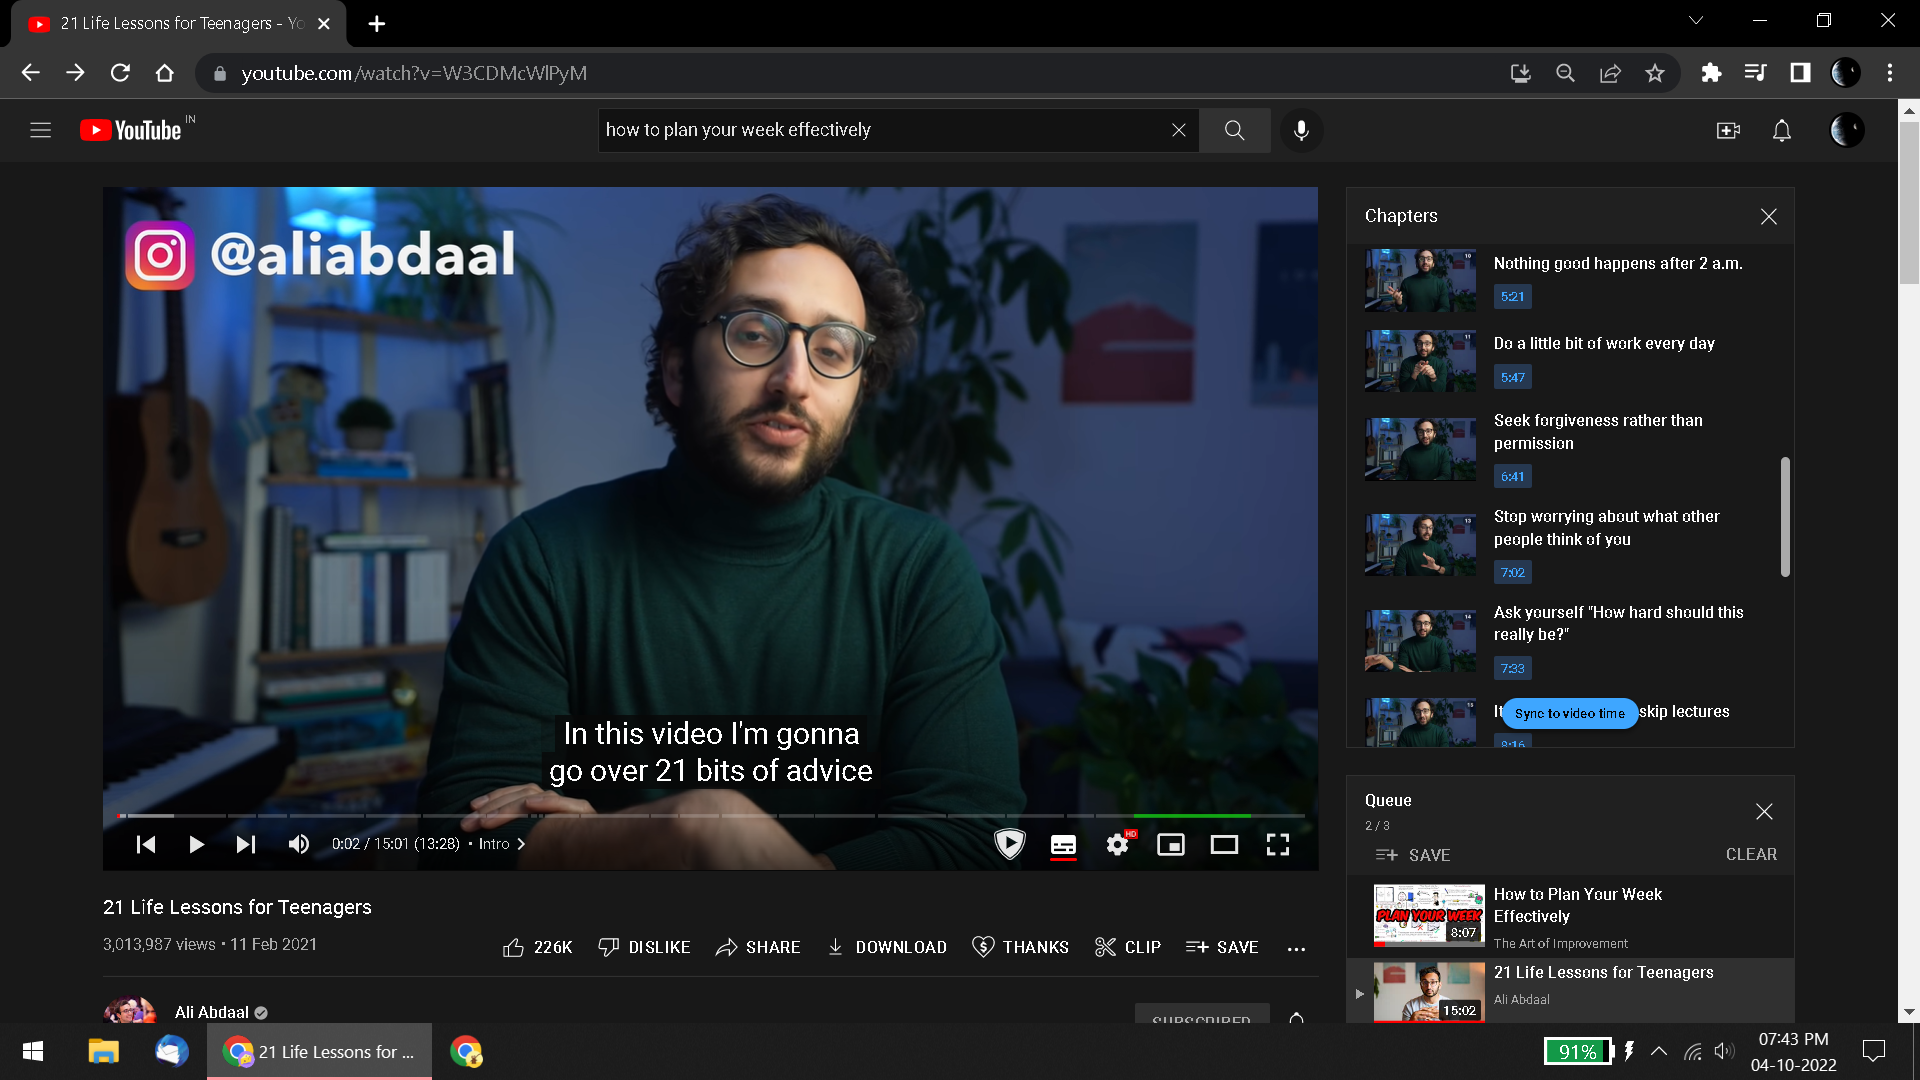 21 Life Lessons for Teenagers - Yo
youtube.com/watch?v=W3CDMcWlPyM
YouTube IN
how to plan your week effectively
@aliabdaal
In this video I'm gonna
go over 21 bits of advice
0:02 / 15:01 (13:28) • Intro
HD
21 Life Lessons for Teenagers
3,013,987 views • 11 Feb 2021
226K DISLIKE SHARE DOWNLOAD THANKS CLIP SAVE
Ali Abdaal
SUBSCRIBED
Chapters
Nothing good happens after 2 a.m.
5:21
Do a little bit of work every day
5:47
Seek forgiveness rather than
permission
6:41
Stop worrying about what other
people think of you
7:02
Ask yourself "How hard should this
really be?"
7:33
It
Sync to video time
skip lectures
8:16
Queue
2 / 3
SAVE
CLEAR
PLAN YOUR WEEK
8:07
How to Plan Your Week
Effectively
The Art of Improvement
15:02
21 Life Lessons for Teenagers
Ali Abdaal
21 Life Lessons for ...
91%
07:43 PM
04-10-2022